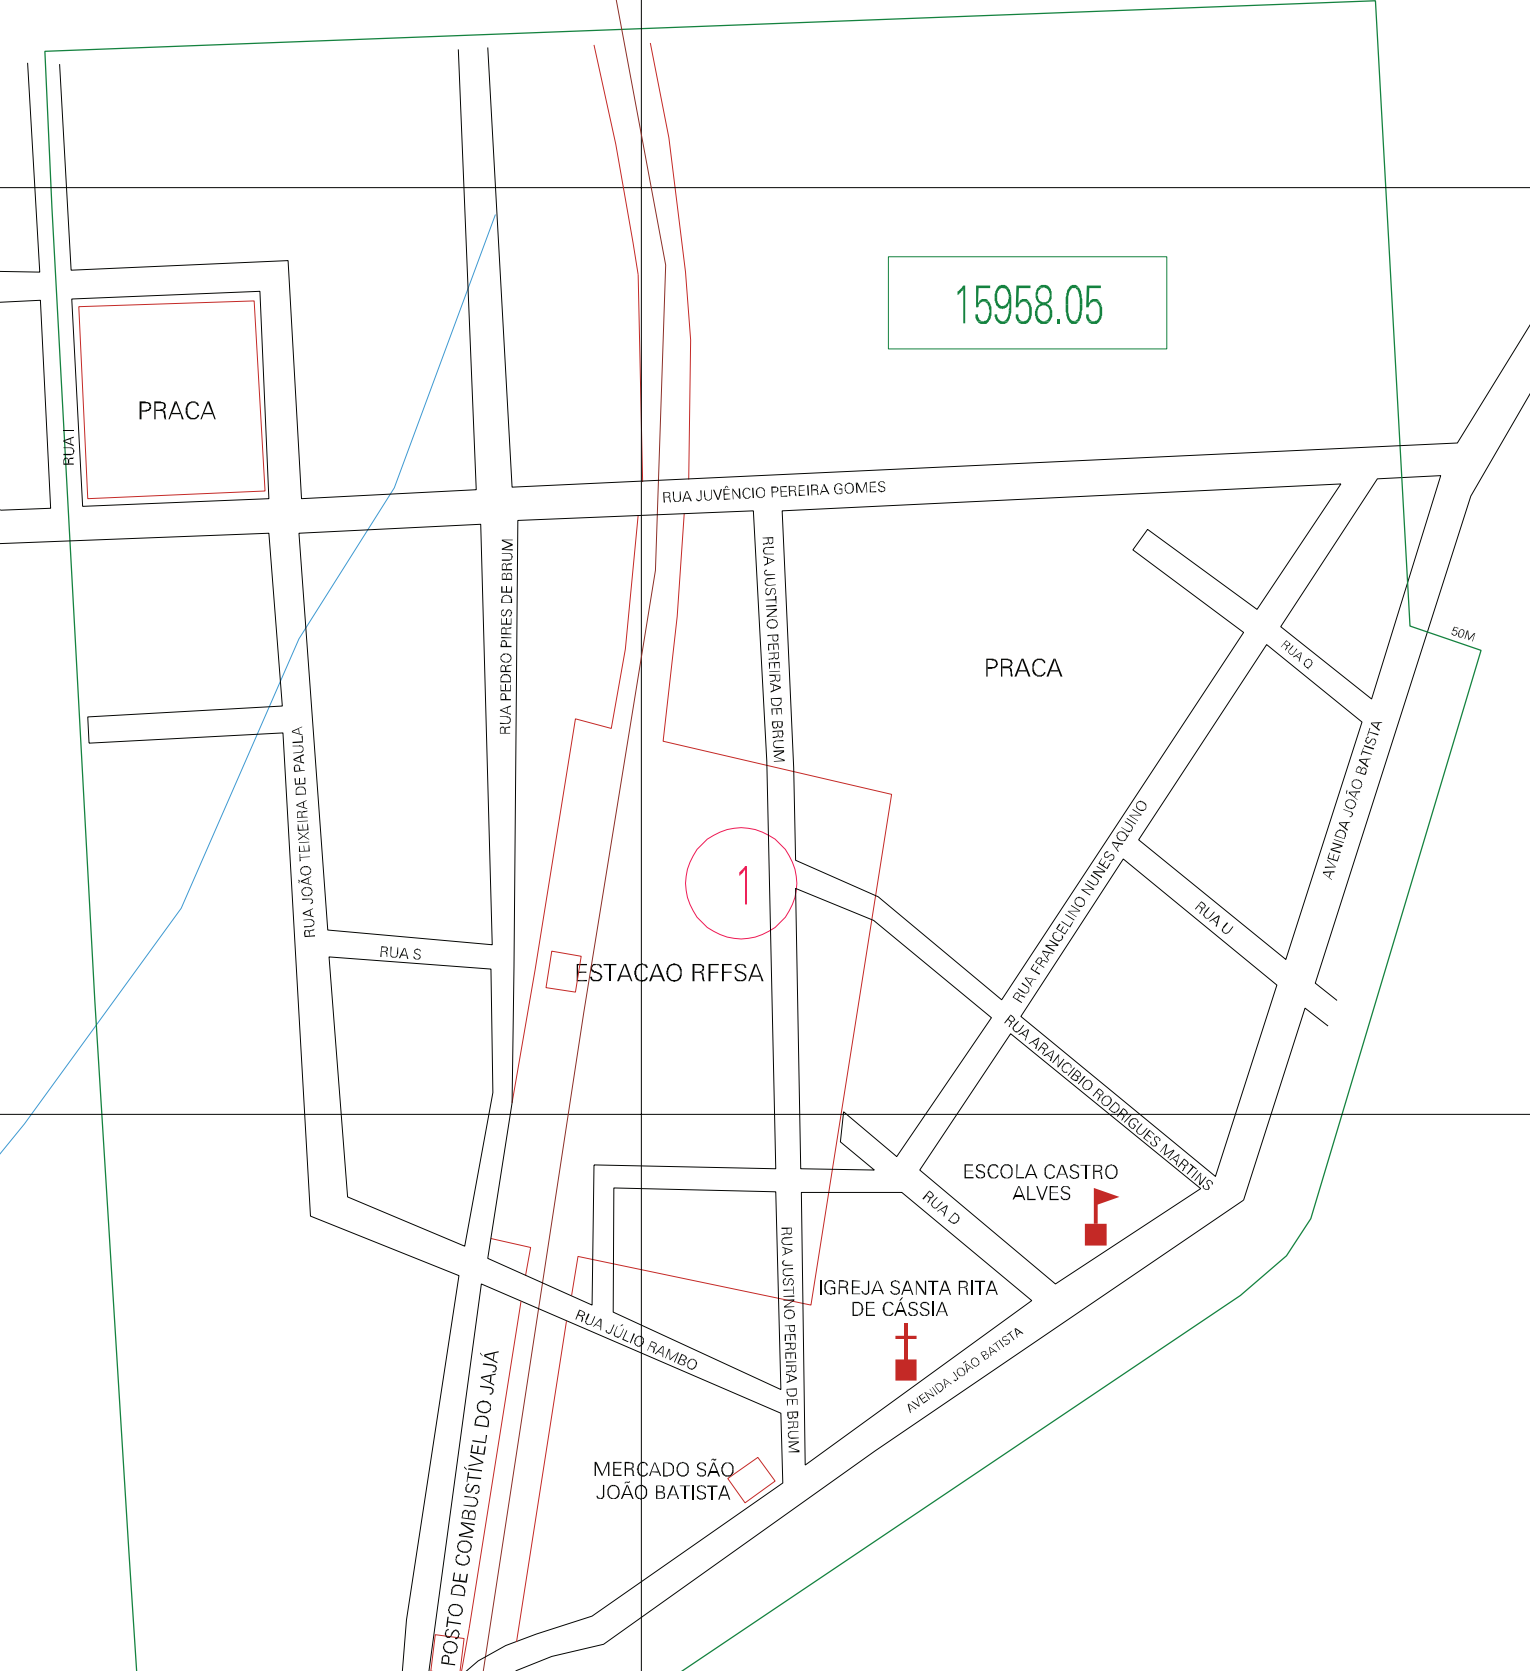 15958.05
PRACA
RUA I
RUA JUVÊNCIO PEREIRA GOMES
RUA PEDRO PIRES DE BRUM
RUA JUSTINO PEREIRA DE BRUM
50M
RUA Q
PRACA
RUA JOÃO TEIXEIRA DE PAULA
AVENIDA JOÃO BATISTA
RUA FRANCELINO NUNES AQUINO
1
RUA U
RUA S
ESTACAO RFFSA
RUA ARANCIBIO RODRIGUES MARTINS
ESCOLA CASTRO
ALVES
RUA D
RUA JUSTINO PEREIRA DE BRUM
IGREJA SANTA RITA
DE CÁSSIA
RUA JÚLIO RAMBO
AVENIDA JOÃO BATISTA
POSTO DE COMBUSTÍVEL DO JAJÁ
MERCADO SÃO
JOÃO BATISTA